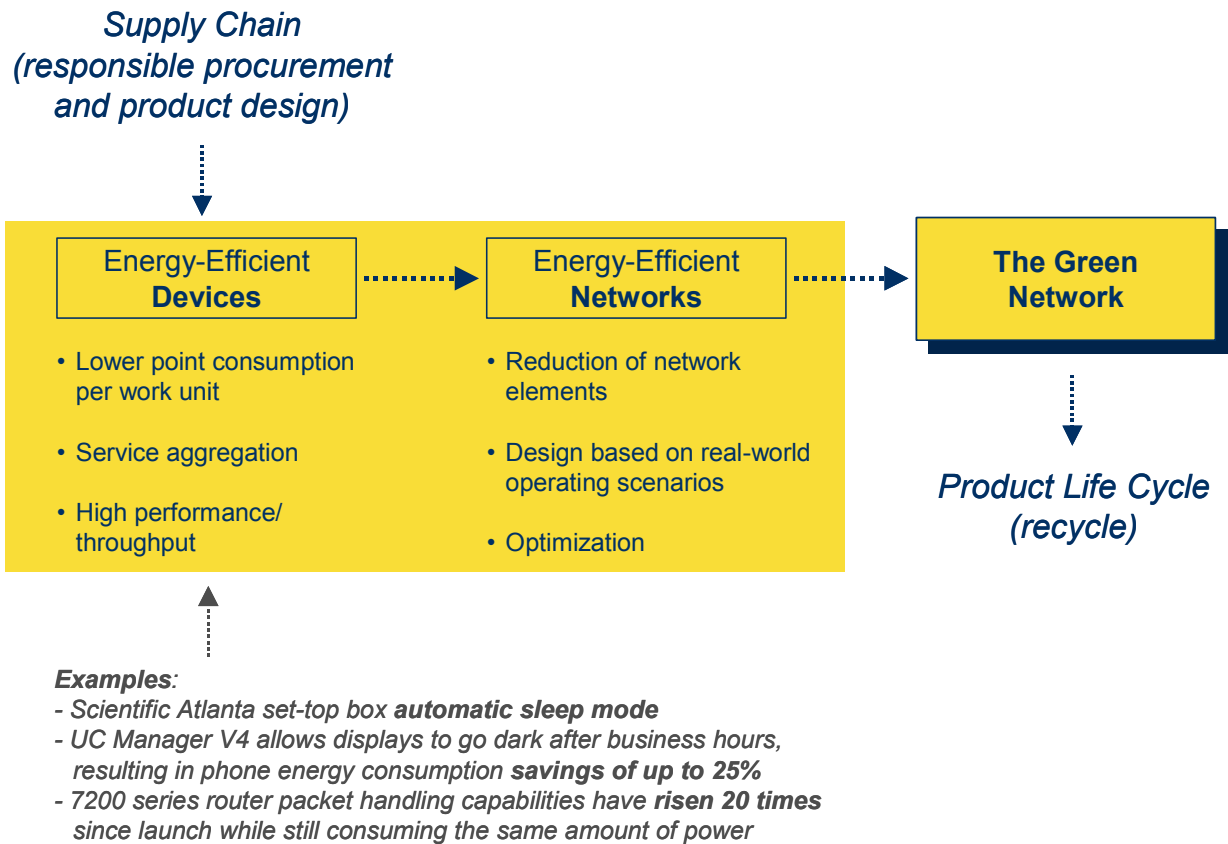 Supply Chain
(responsible procurement
and product design)
Energy-Efficient
Devices
• Lower point consumption
per work unit
• Service aggregation
• High performance/
throughput
Energy-Efficient
Networks
• Reduction of network
elements
• Design based on real-world
operating scenarios
• Optimization
The Green
Network
Product Life Cycle
(recycle)
Examples:
- Scientific Atlanta set-top box automatic sleep mode
- UC Manager V4 allows displays to go dark after business hours,
resulting in phone energy consumption savings of up to 25%
- 7200 series router packet handling capabilities have risen 20 times
since launch while still consuming the same amount of power